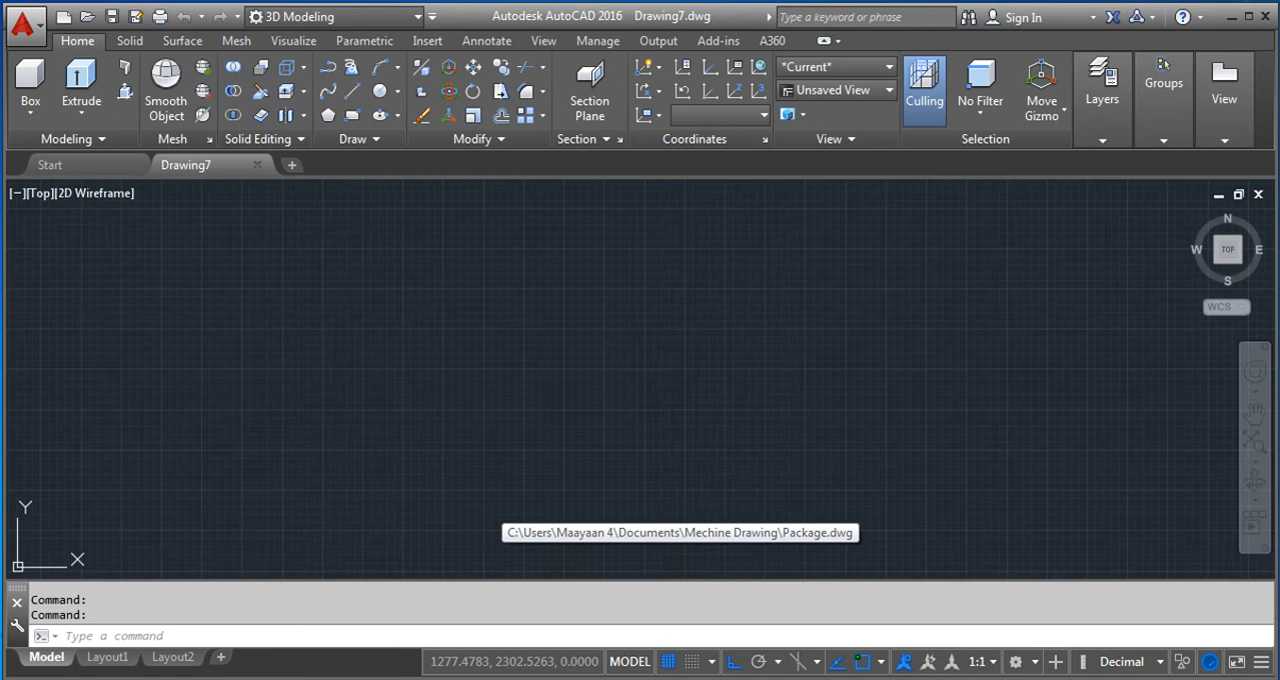 3D Modeling
Autodesk AutoCAD 2016 Drawing7.dwg
Type a keyword or phrase
Sign In
Home Solid Surface Mesh Visualize Parametric Insert Annotate View Manage Output Add-ins A360
Box
Extrude
Smooth
Object
Section
Plane
*Current*
Unsaved View
Culling
No Filter
Move
Gizmo
Layers
Groups
View
Modeling
Mesh
Solid Editing
Draw
Modify
Section
Coordinates
View
Selection
Start
Drawing7
[−][Top][2D Wireframe]
N
W
TOP
E
S
WCS
Y
X
C:\Users\Maayaan 4\Documents\Mechine Drawing\Package.dwg
Command:
Command:
Type a command
Model Layout1 Layout2 +
1277.4783, 2302.5263, 0.0000 MODEL 1:1 Decimal